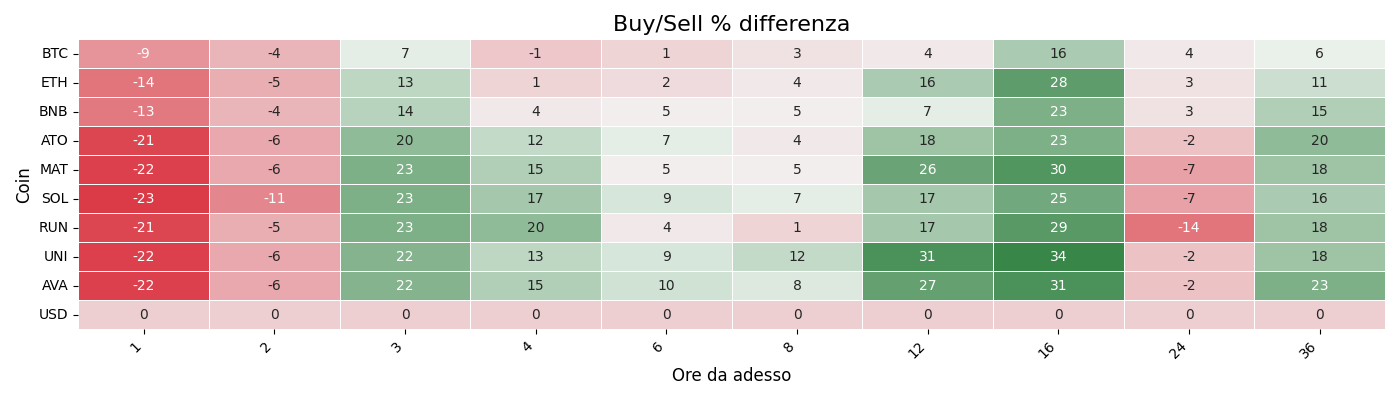 Buy/Sell % differenza
Coin
BTC -9 -4 7 -1 1 3 4 16 4 6
ETH -14 -5 13 1 2 4 16 28 3 11
BNB -13 -4 14 4 5 5 7 23 3 15
ATO -21 -6 20 12 7 4 18 23 -2 20
MAT -22 -6 23 15 5 5 26 30 -7 18
SOL -23 -11 23 17 9 7 17 25 -7 16
RUN -21 -5 23 20 4 1 17 29 -14 18
UNI -22 -6 22 13 9 12 31 34 -2 18
AVA -22 -6 22 15 10 8 27 31 -2 23
USD 0 0 0 0 0 0 0 0 0 0
1 2 3 4 6 8 12 16 24 36
Ore da adesso